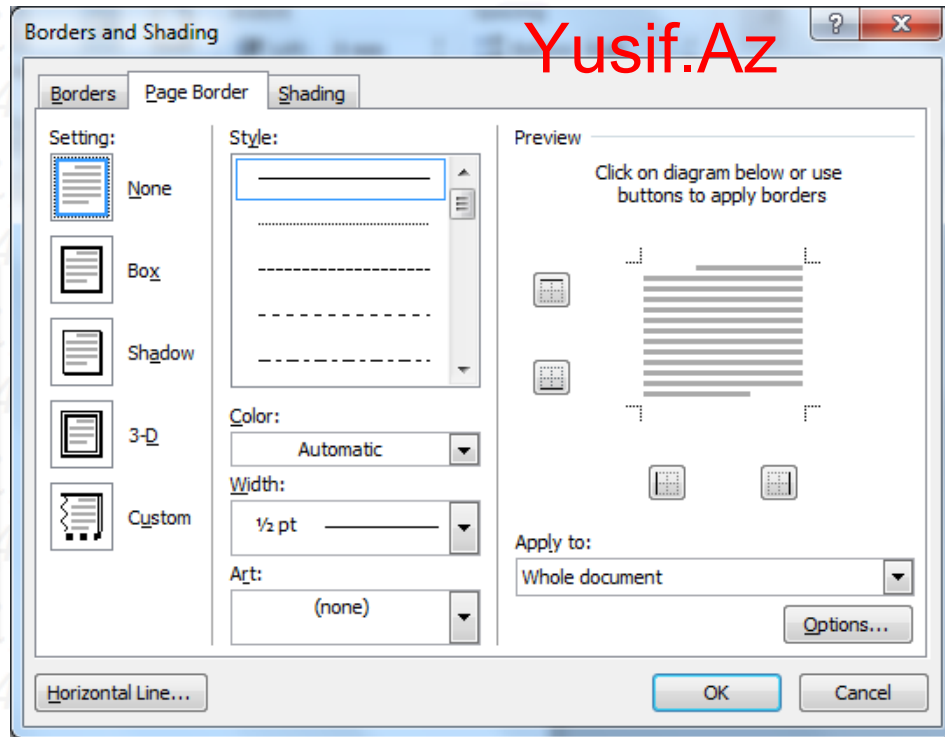 Borders and Shading
Yusif.Az
Borders
Page Border
Shading
Setting:
None
Box
Shadow
3-D
Custom
Style:
Color:
Automatic
Width:
½ pt
Art:
(none)
Preview
Click on diagram below or use
buttons to apply borders
Apply to:
Whole document
Options...
Horizontal Line...
OK
Cancel